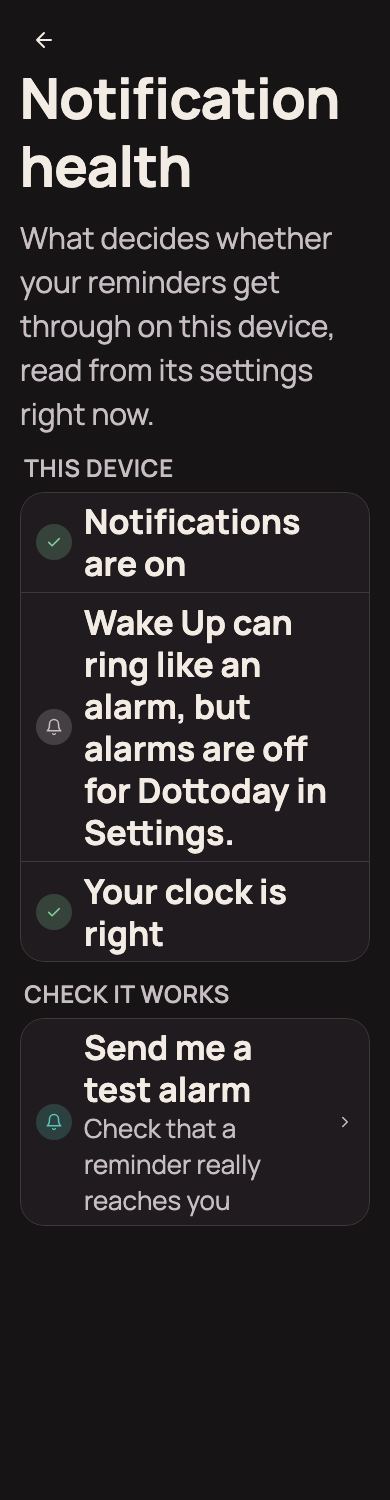 Notification
health
What decides whether
your reminders get
through on this device,
read from its settings
right now.
THIS DEVICE
Notifications
are on
Wake Up can
ring like an
alarm, but
alarms are off
for Dottoday in
Settings.
Your clock is
right
CHECK IT WORKS
Send me a
test alarm
Check that a
reminder really
reaches you